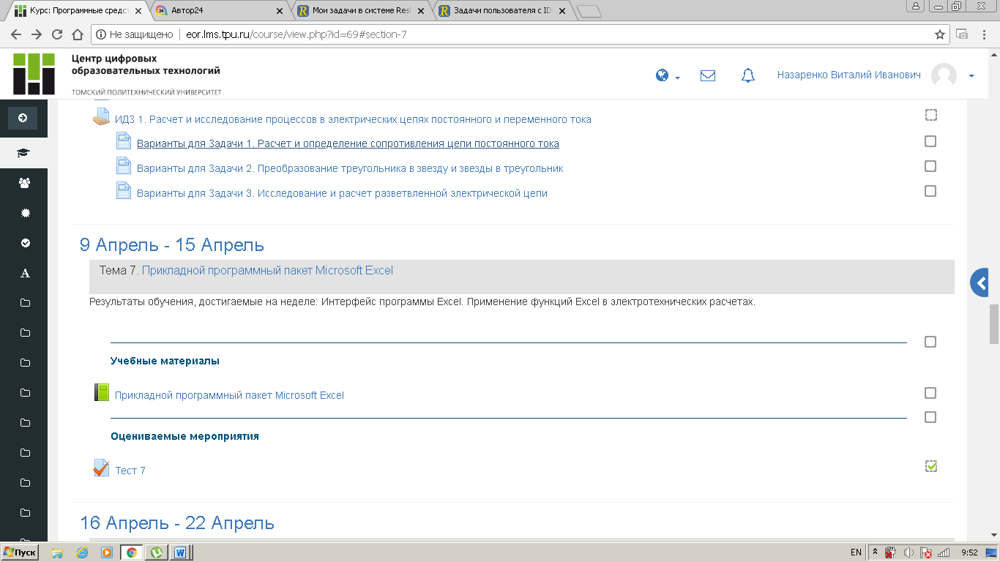 Курс: Программные средст
Автор24
Мои задачи в системе Resh
Задачи пользователя с ID
Не защищено
eor.lms.tpu.ru/course/view.php?id=69#section-7
Центр цифровых
образовательных технологий
ТОМСКИЙ ПОЛИТЕХНИЧЕСКИЙ УНИВЕРСИТЕТ
Назаренко Виталий Иванович
ИДЗ 1. Расчет и исследование процессов в электрических цепях постоянного и переменного тока
Варианты для Задачи 1. Расчет и определение сопротивления цепи постоянного тока
Варианты для Задачи 2. Преобразование треугольника в звезду и звезды в треугольник
Варианты для Задачи 3. Исследование и расчет разветвленной электрической цепи
9 Апрель - 15 Апрель
Тема 7. Прикладной программный пакет Microsoft Excel
Результаты обучения, достигаемые на неделе: Интерфейс программы Excel. Применение функций Excel в электротехнических расчетах.
Учебные материалы
Прикладной программный пакет Microsoft Excel
Оцениваемые мероприятия
Тест 7
16 Апрель - 22 Апрель
Пуск
EN
9:52